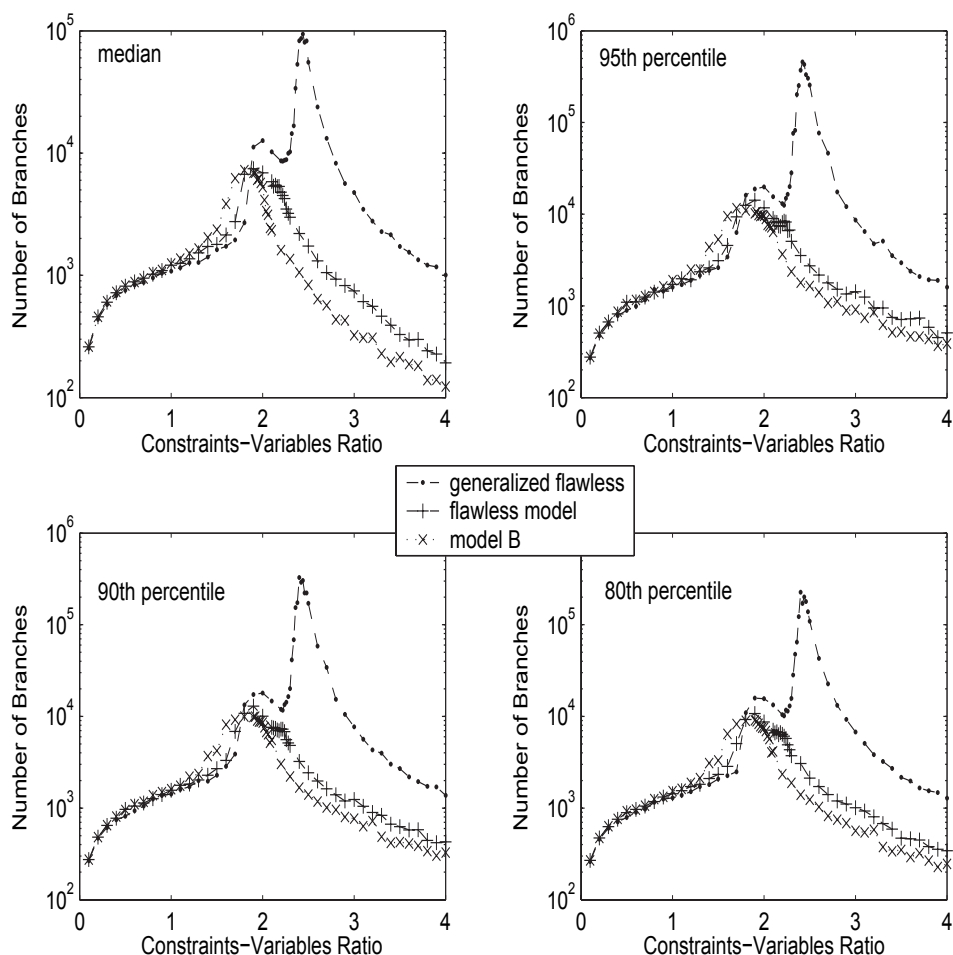 median
10^5
10^4
10^3
10^2
Number of Branches
0 1 2 3 4
Constraints−Variables Ratio
95th percentile
10^6
10^5
10^4
10^3
10^2
Number of Branches
0 1 2 3 4
Constraints−Variables Ratio
generalized flawless
flawless model
model B
90th percentile
10^6
10^5
10^4
10^3
10^2
Number of Branches
0 1 2 3 4
Constraints−Variables Ratio
80th percentile
10^6
10^5
10^4
10^3
10^2
Number of Branches
0 1 2 3 4
Constraints−Variables Ratio